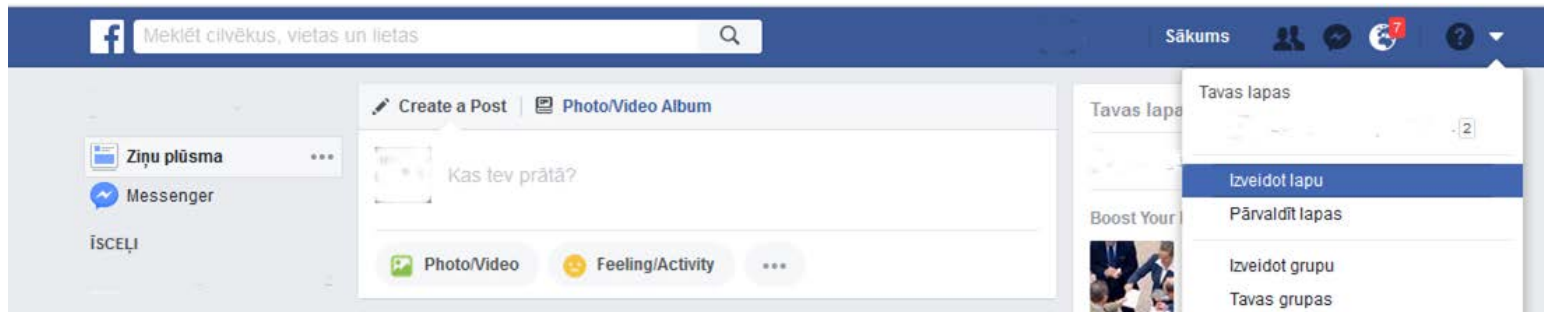 f
Meklēt cilvēkus, vietas un lietas
Sākums
7
?
Create a Post
Photo/Video Album
Kas tev prātā?
Photo/Video
Feeling/Activity
Ziņu plūsma
Messenger
ĪSCEĻI
Tavas lapa
Boost Your
Tavas lapas
2
Izveidot lapu
Pārvaldīt lapas
Izveidot grupu
Tavas grupas